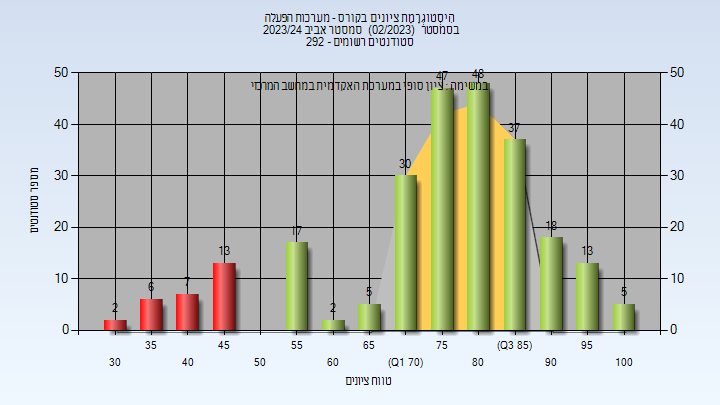 היסטוגרמת ציונים בקורס - מערכות הפעלה
בסמסטר (02/2023) סמסטר אביב 2023/24
סטודנטים רשומים - 292
במשימה : ציון סופי במערכת האקדמית במחשב המרכזי
מספר סטודנטים
50 50
40 40
30 30
20 20
10 10
0 0
2 6 7 13 17 2 5 30 47 48 37 18 13 5
35 45 55 65 75 (Q3 85) 95
30 40 50 60 (Q1 70) 80 90 100
טווח ציונים